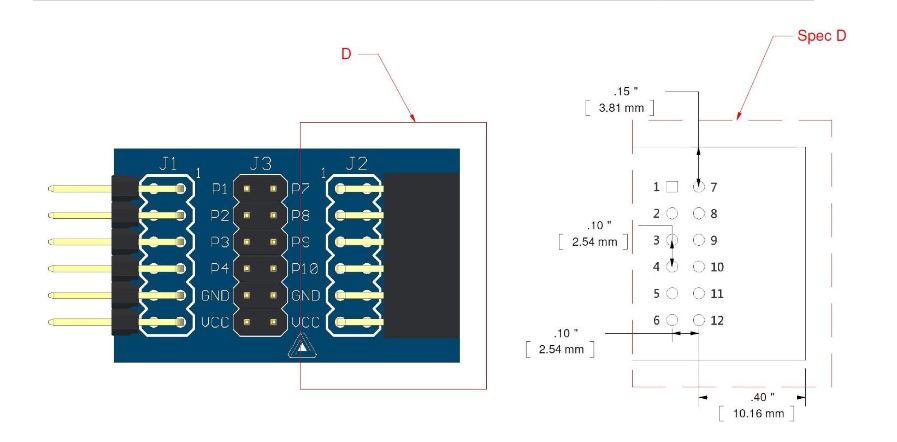 D
J1 J3 J2
1 1
P1 P7
P2 P8
P3 P9
P4 P10
GND GND
VCC VCC
Spec D
.15 "
[ 3.81 mm ]
1 7
2 8
.10 "
[ 2.54 mm ]
3 9
4 10
5 11
6 12
.10 "
[ 2.54 mm ]
.40 "
[ 10.16 mm ]